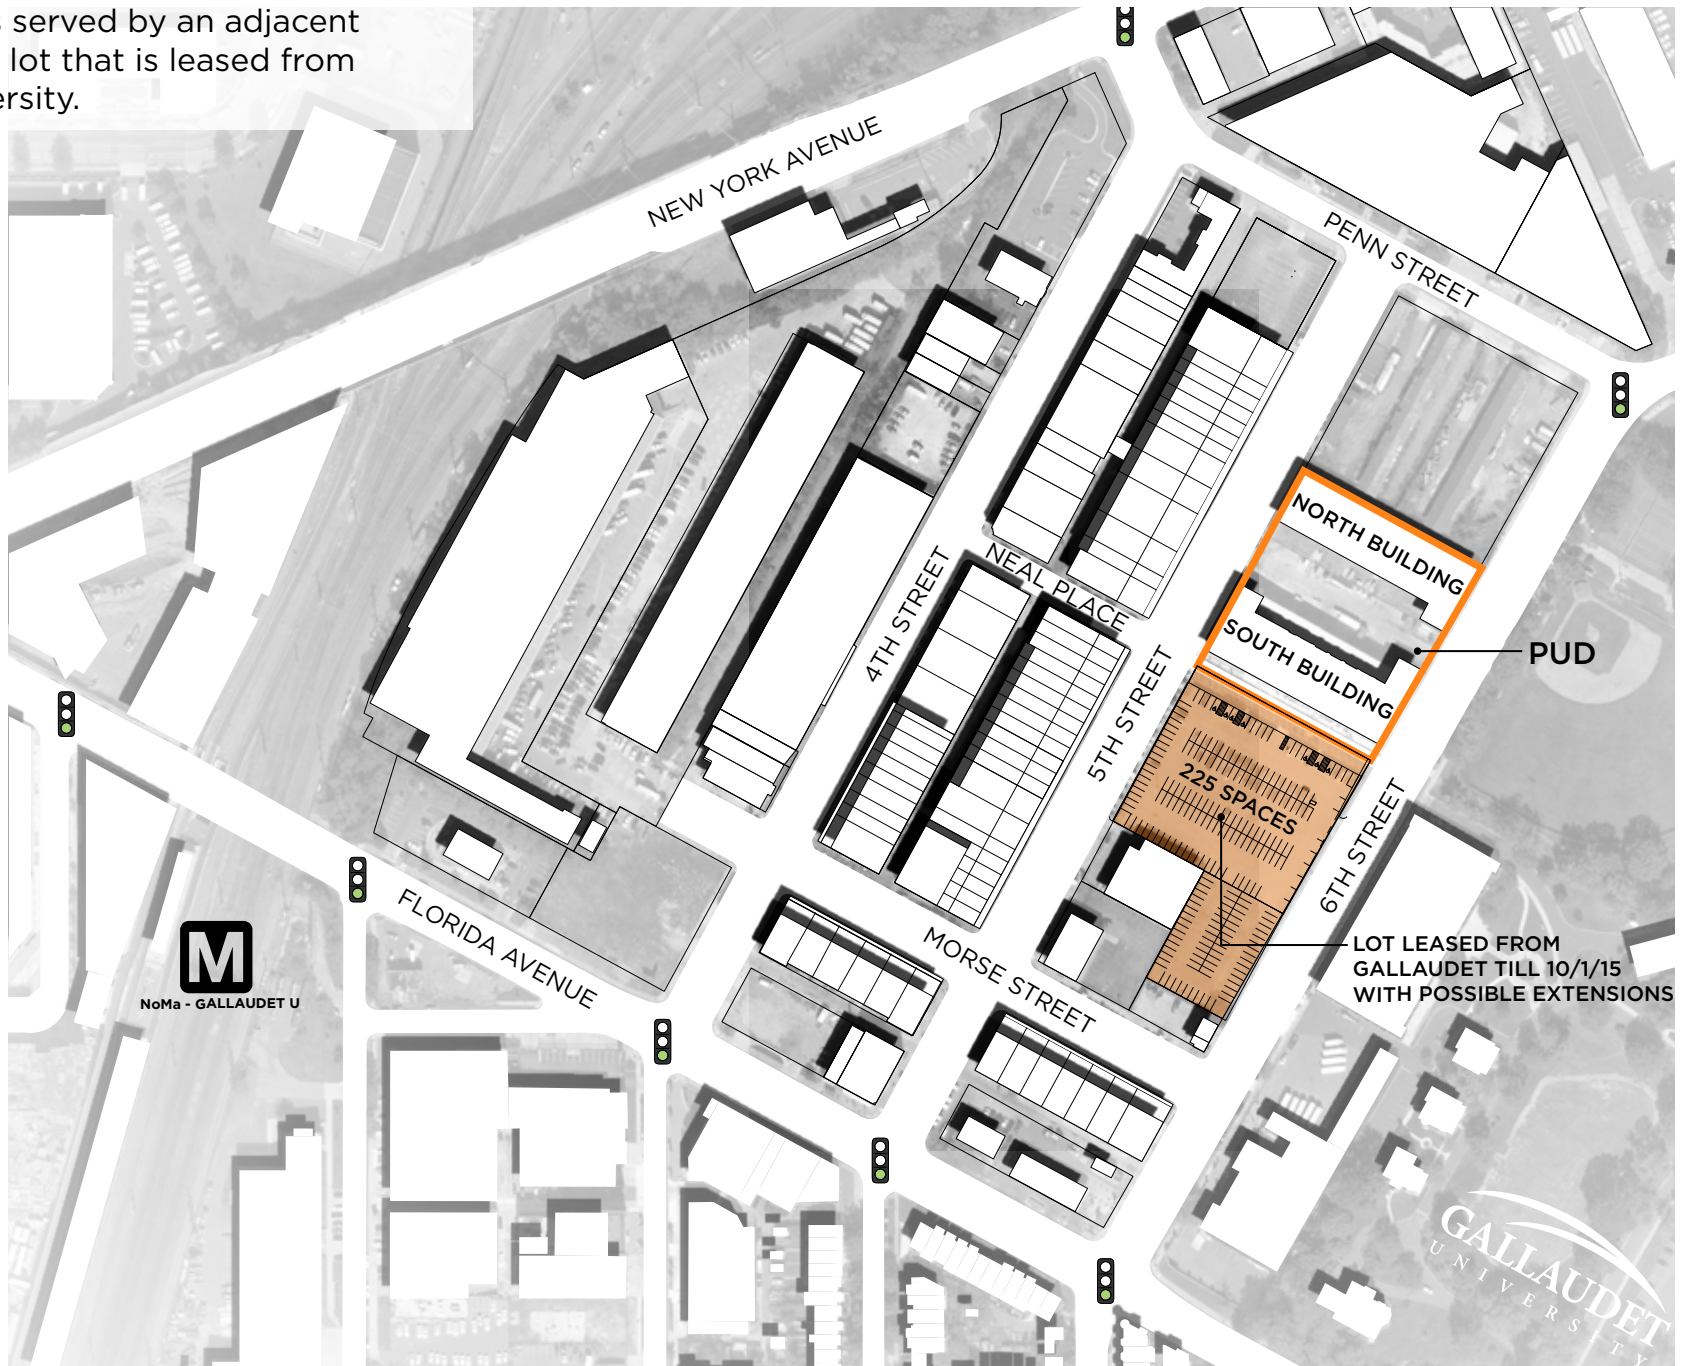 s served by an adjacent
lot that is leased from
ersity.
NEW YORK AVENUE
PENN STREET
NORTH BUILDING
NEAL PLACE
4TH STREET
SOUTH BUILDING
PUD
5TH STREET
225 SPACES
6TH STREET
FLORIDA AVENUE
MORSE STREET
LOT LEASED FROM
GALLAUDET TILL 10/1/15
WITH POSSIBLE EXTENSIONS
M
NoMa - GALLAUDET U
GALLAUDET
UNIVERSITY